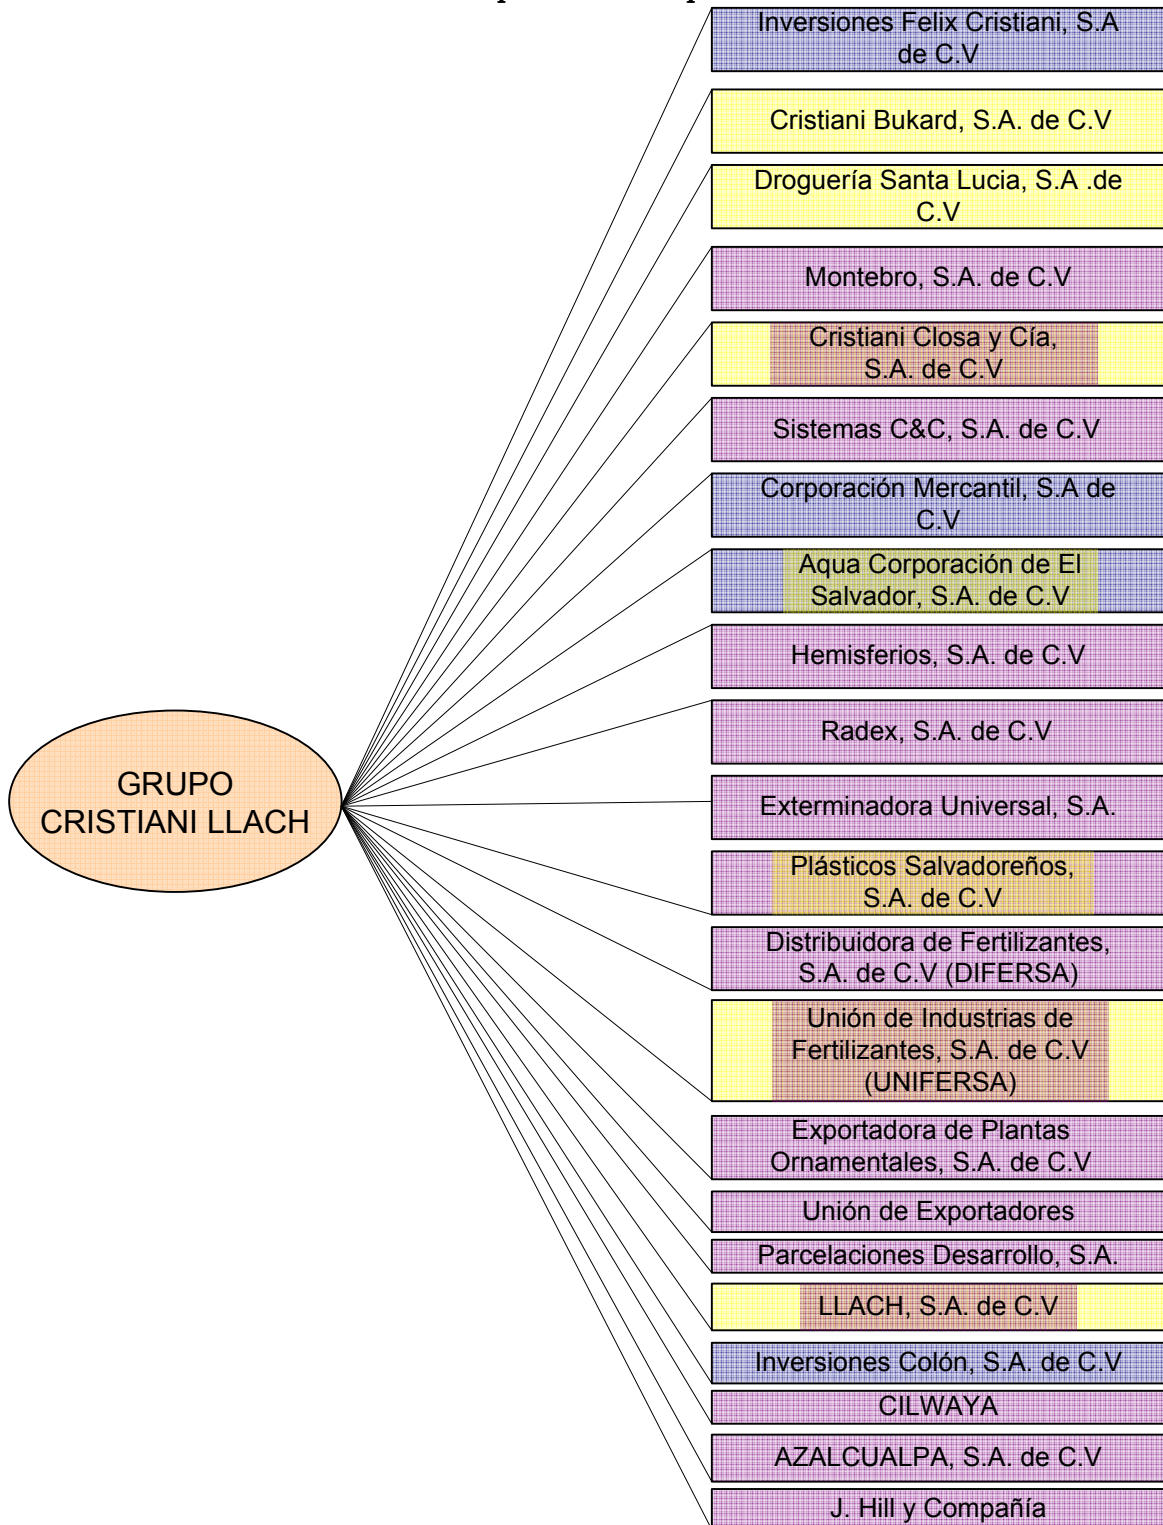 Inversiones Felix Cristiani, S.A
de C.V
Cristiani Bukard, S.A. de C.V
Droguería Santa Lucia, S.A .de
C.V
Montebro, S.A. de C.V
Cristiani Closa y Cía,
S.A. de C.V
Sistemas C&C, S.A. de C.V
Corporación Mercantil, S.A de
C.V
Aqua Corporación de El
Salvador, S.A. de C.V
Hemisferios, S.A. de C.V
Radex, S.A. de C.V
GRUPO
CRISTIANI LLACH
Exterminadora Universal, S.A.
Plásticos Salvadoreños,
S.A. de C.V
Distribuidora de Fertilizantes,
S.A. de C.V (DIFERSA)
Unión de Industrias de
Fertilizantes, S.A. de C.V
(UNIFERSA)
Exportadora de Plantas
Ornamentales, S.A. de C.V
Unión de Exportadores
Parcelaciones Desarrollo, S.A.
LLACH, S.A. de C.V
Inversiones Colón, S.A. de C.V
CILWAYA
AZALCUALPA, S.A. de C.V
J. Hill y Compañía